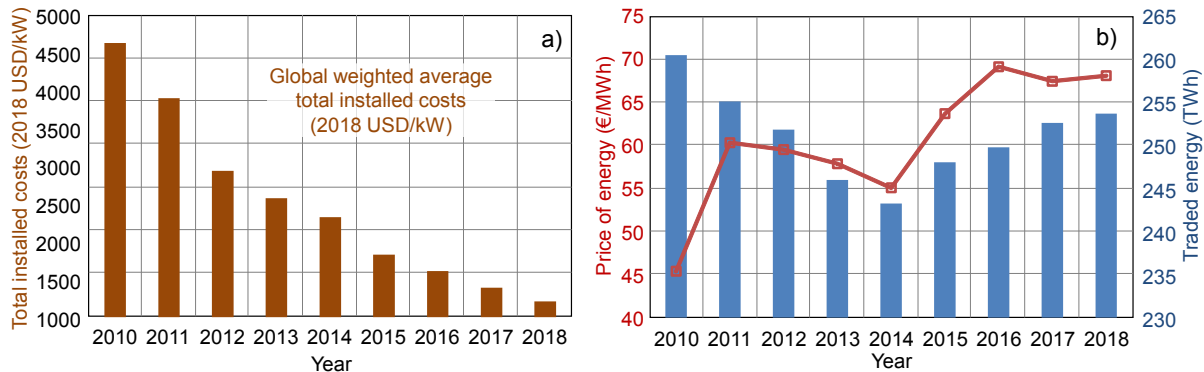 Total installed costs (2018 USD/kW)
5000
4500
4000
3500
3000
2500
2000
1500
1000
a)
Global weighted average
total installed costs
(2018 USD/kW)
2010 2011 2012 2013 2014 2015 2016 2017 2018
Year
Price of energy (€/MWh)
75
70
65
60
55
50
45
40
b)
2010 2011 2012 2013 2014 2015 2016 2017 2018
Year
265
260
255
250
245
240
235
230
Traded energy (TWh)